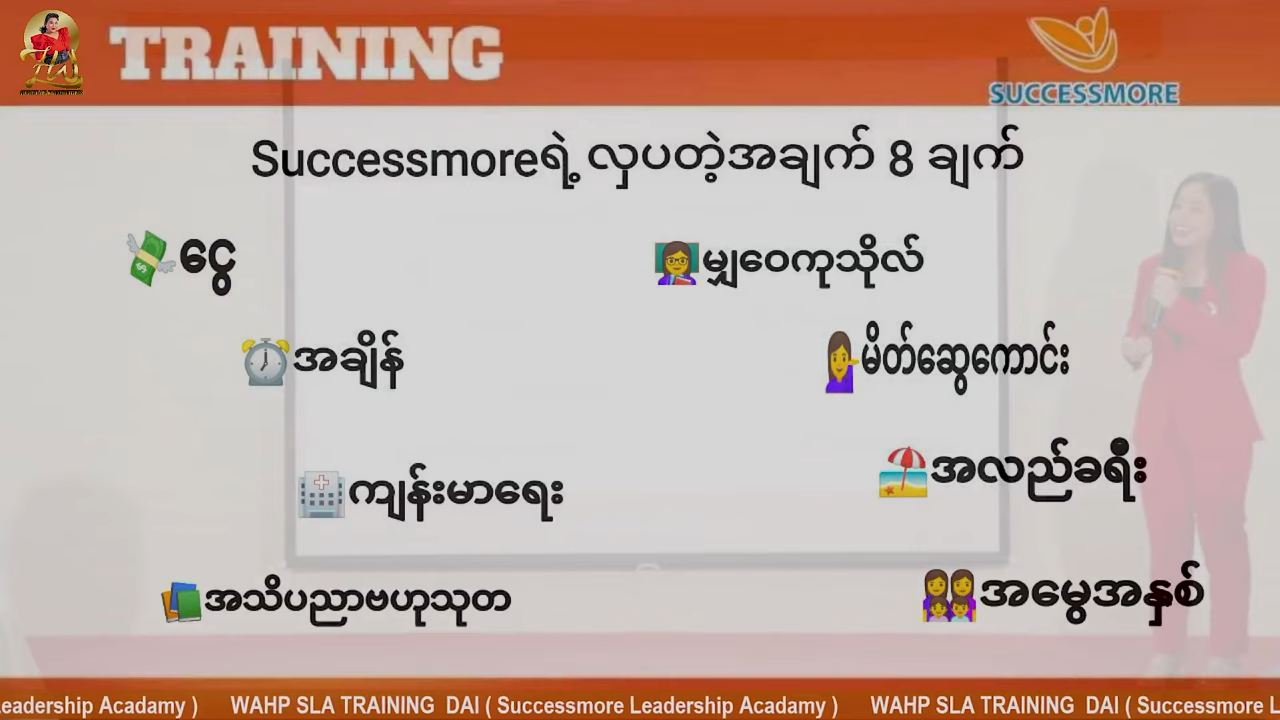 TRAINING
SUCCESSMORE
Successmoreရဲ့ လှပတဲ့အချက် 8 ချက်
ငွေ
မျှဝေကုသိုလ်
အချိန်
မိတ်ဆွေကောင်း
ကျန်းမာရေး
အလည်ခရီး
အသိပညာဗဟုသုတ
အမွေအနှစ်
eadership Acadamy ) WAHP SLA TRAINING DAI ( Successmore Leadership Acadamy ) WAHP SLA TRAINING DAI ( Successmore L